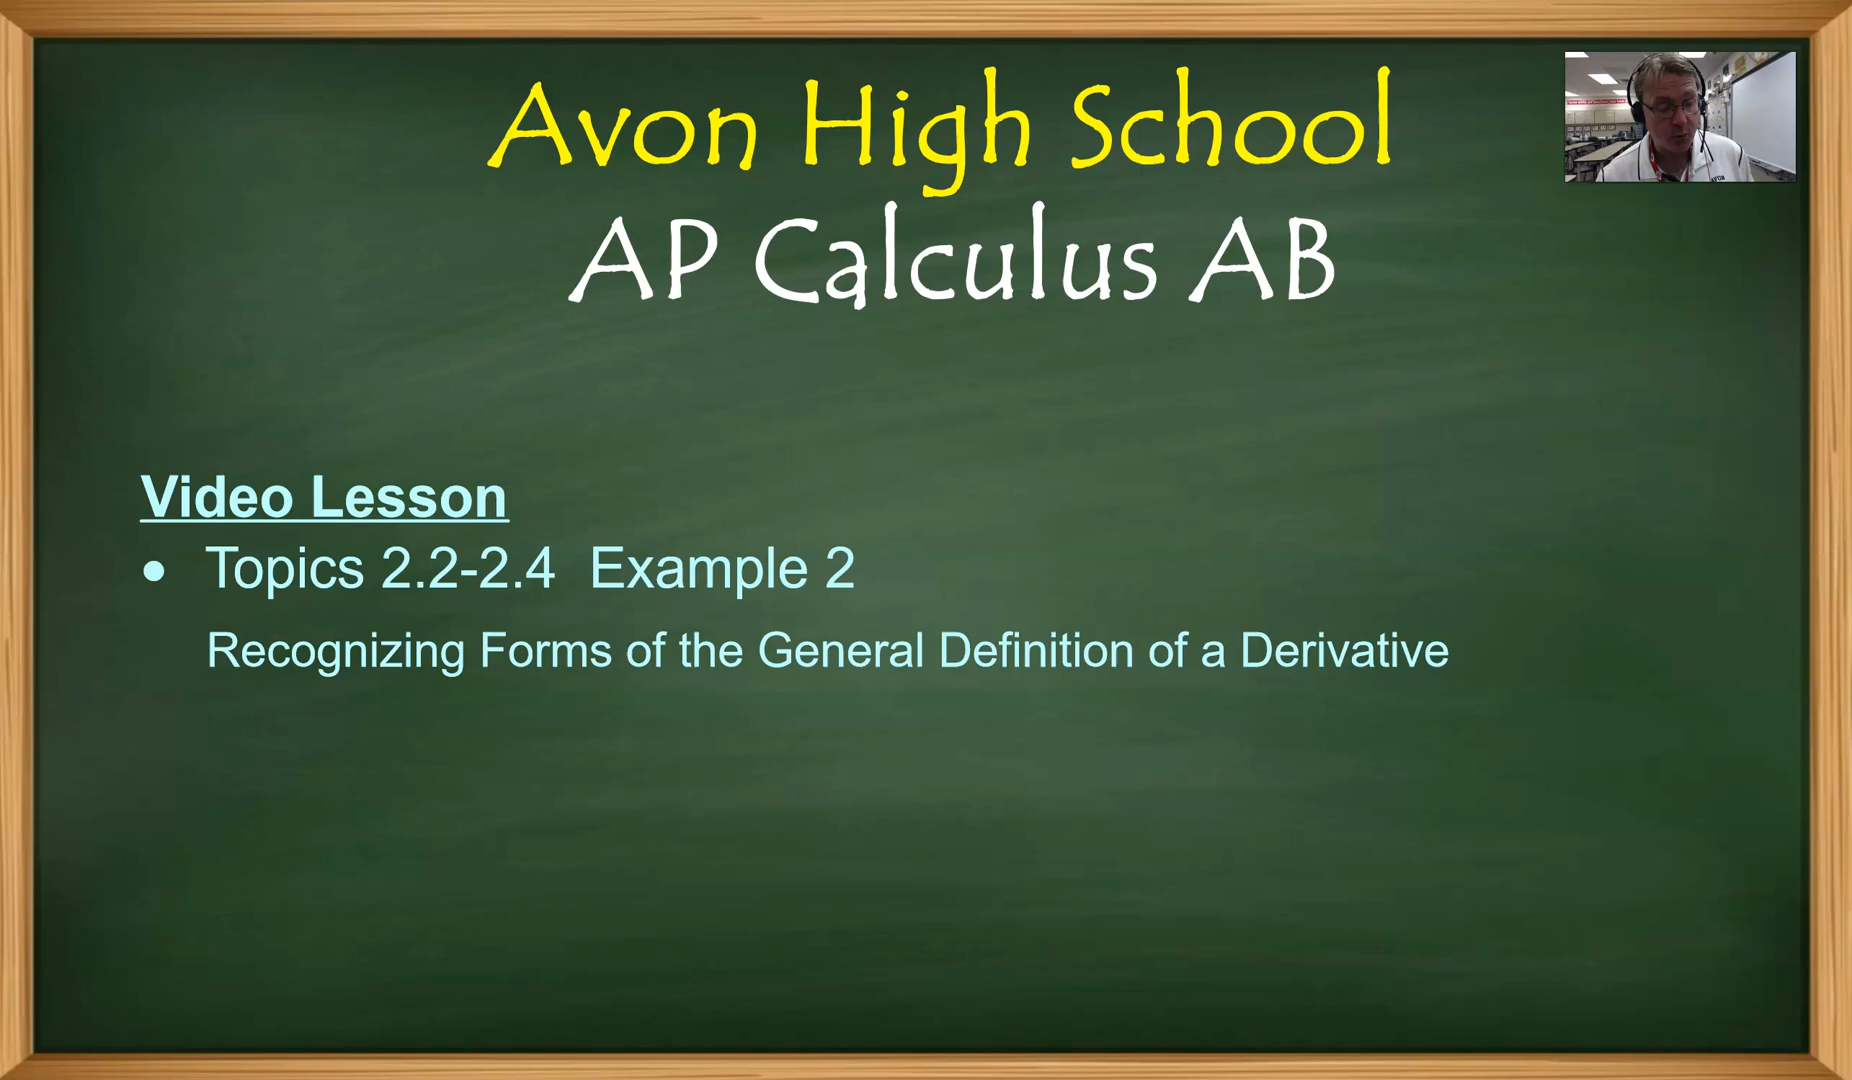 Avon High School
AP Calculus AB
Video Lesson
• Topics 2.2-2.4 Example 2
Recognizing Forms of the General Definition of a Derivative
AVON